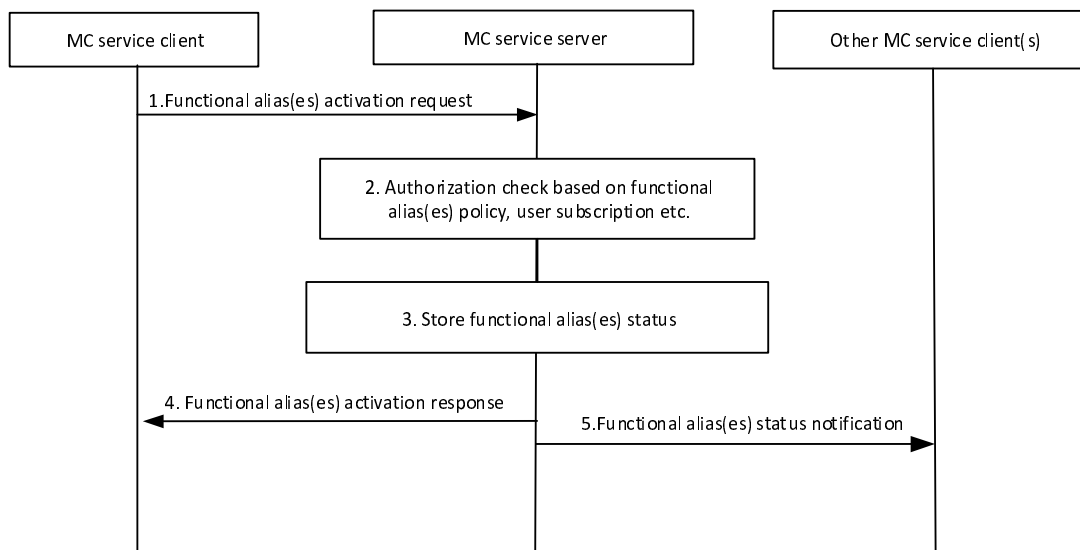 MC service client
MC service server
Other MC service client(s)
1.Functional alias(es) activation request
2. Authorization check based on functional
alias(es) policy, user subscription etc.
3. Store functional alias(es) status
4. Functional alias(es) activation response
5.Functional alias(es) status notification